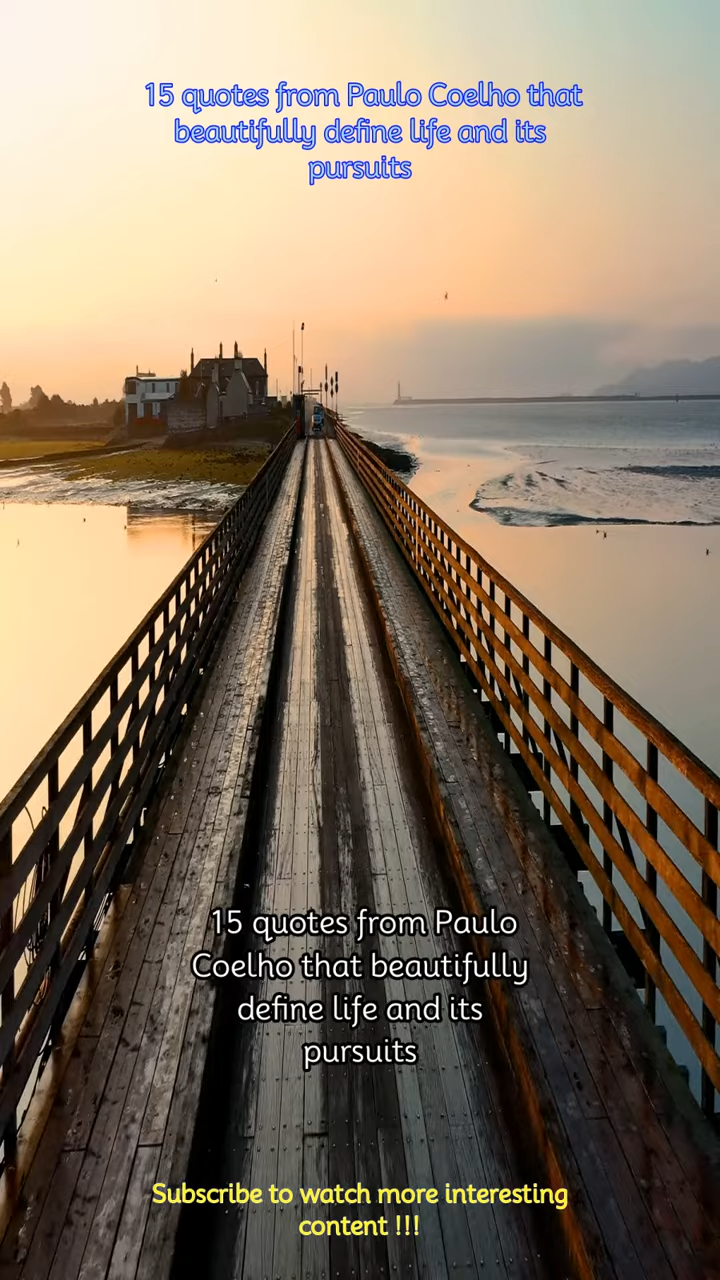 15 quotes from Paulo Coelho that
beautifully define life and its
pursuits
15 quotes from Paulo
Coelho that beautifully
define life and its
pursuits
Subscribe to watch more interesting
content !!!